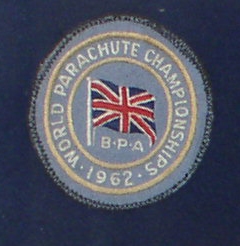 WORLD PARACHUTE CHAMPIONSHIPS
· 1962 ·
B·P·A